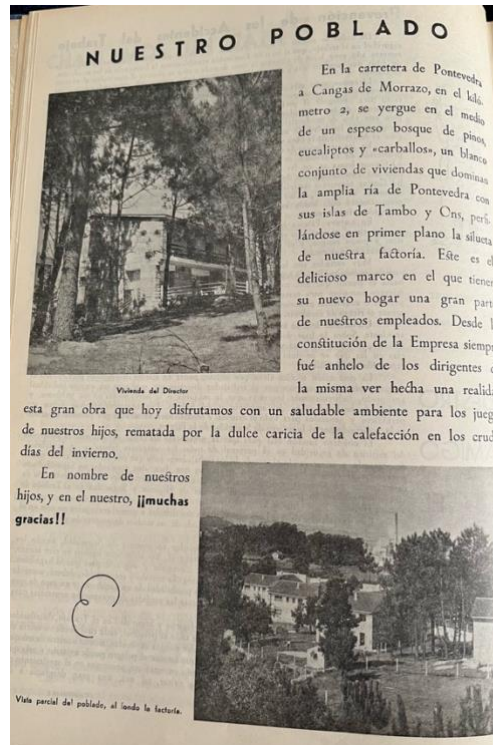 NUESTRO POBLADO
En la carretera de Pontevedra
a Cangas de Morrazo, en el kiló-
metro 2, se yergue en el medio
de un espeso bosque de pinos,
eucaliptos y «carballos», un blanco
conjunto de viviendas que dominan
la amplia ría de Pontevedra con
sus islas de Tambo y Ons, perfi-
lándose en primer plano la silueta
de nuestra factoría. Este es el
delicioso marco en el que tienen
su nuevo hogar una gran part
de nuestros empleados. Desde l
constitución de la Empresa siempr
fué anhelo de los dirigentes d
la misma ver hecha una realida
Vivienda del Director
esta gran obra que hoy disfrutamos con un saludable ambiente para los jueg
de nuestros hijos, rematada por la dulce caricia de la calefacción en los crud
días del invierno.
En nombre de nuestros
hijos, y en el nuestro, ¡¡muchas
gracias!!
Vista parcial del poblado, al fondo la factoría.